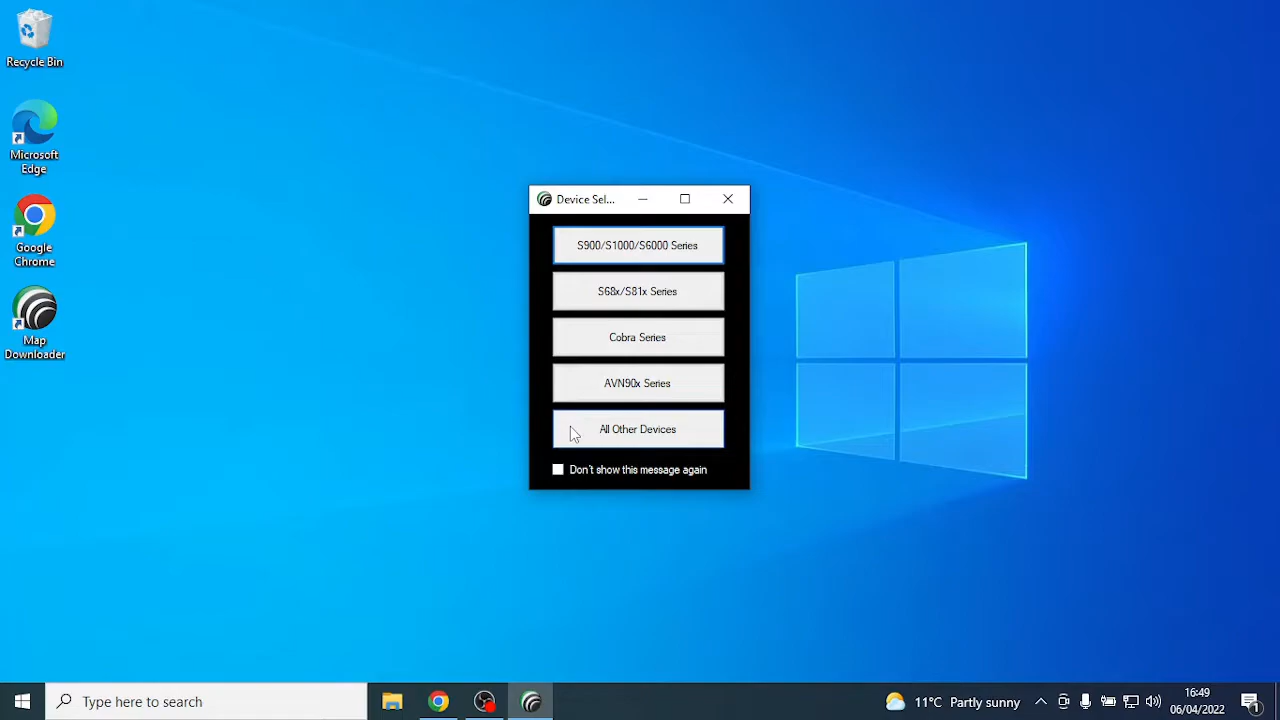 Recycle Bin
Microsoft
Edge
Google
Chrome
Map
Downloader
Device Sel...
S900/S1000/S6000 Series
S68x/S81x Series
Cobra Series
AVN90x Series
All Other Devices
Don't show this message again
Type here to search
11°C Partly sunny
16:49
06/04/2022
1